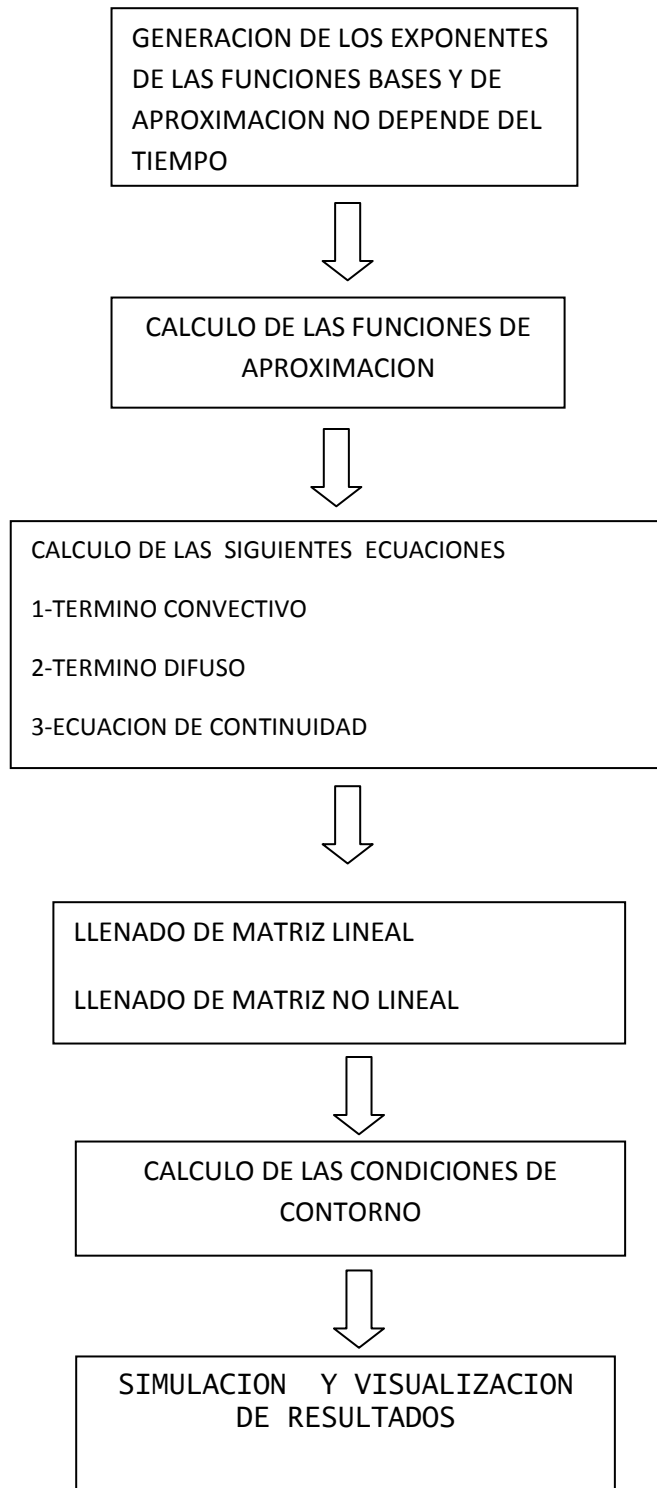 GENERACION DE LOS EXPONENTES
DE LAS FUNCIONES BASES Y DE
APROXIMACION NO DEPENDE DEL
TIEMPO
CALCULO DE LAS FUNCIONES DE
APROXIMACION
CALCULO DE LAS SIGUIENTES ECUACIONES
1-TERMINO CONVECTIVO
2-TERMINO DIFUSO
3-ECUACION DE CONTINUIDAD
LLENADO DE MATRIZ LINEAL
LLENADO DE MATRIZ NO LINEAL
CALCULO DE LAS CONDICIONES DE
CONTORNO
SIMULACION Y VISUALIZACION
DE RESULTADOS